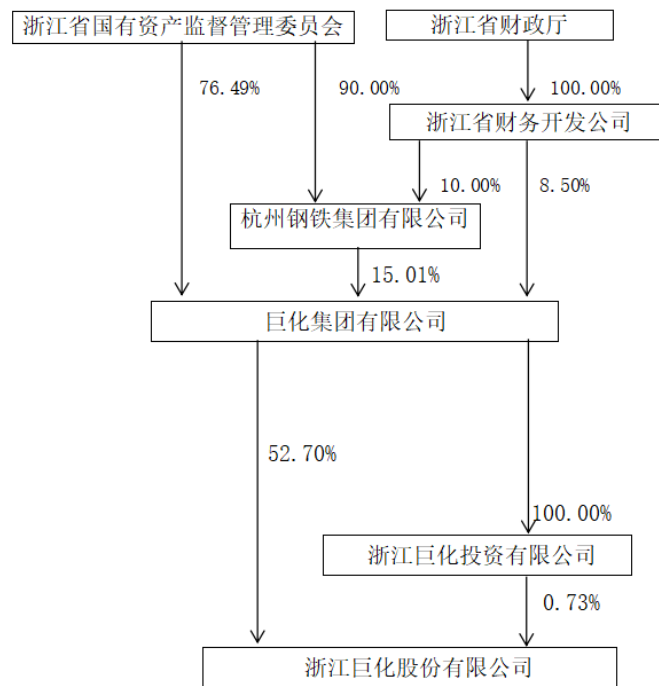 浙江省国有资产监督管理委员会
浙江省财政厅
76.49%
90.00%
100.00%
浙江省财务开发公司
10.00%
8.50%
杭州钢铁集团有限公司
15.01%
巨化集团有限公司
52.70%
100.00%
浙江巨化投资有限公司
0.73%
浙江巨化股份有限公司